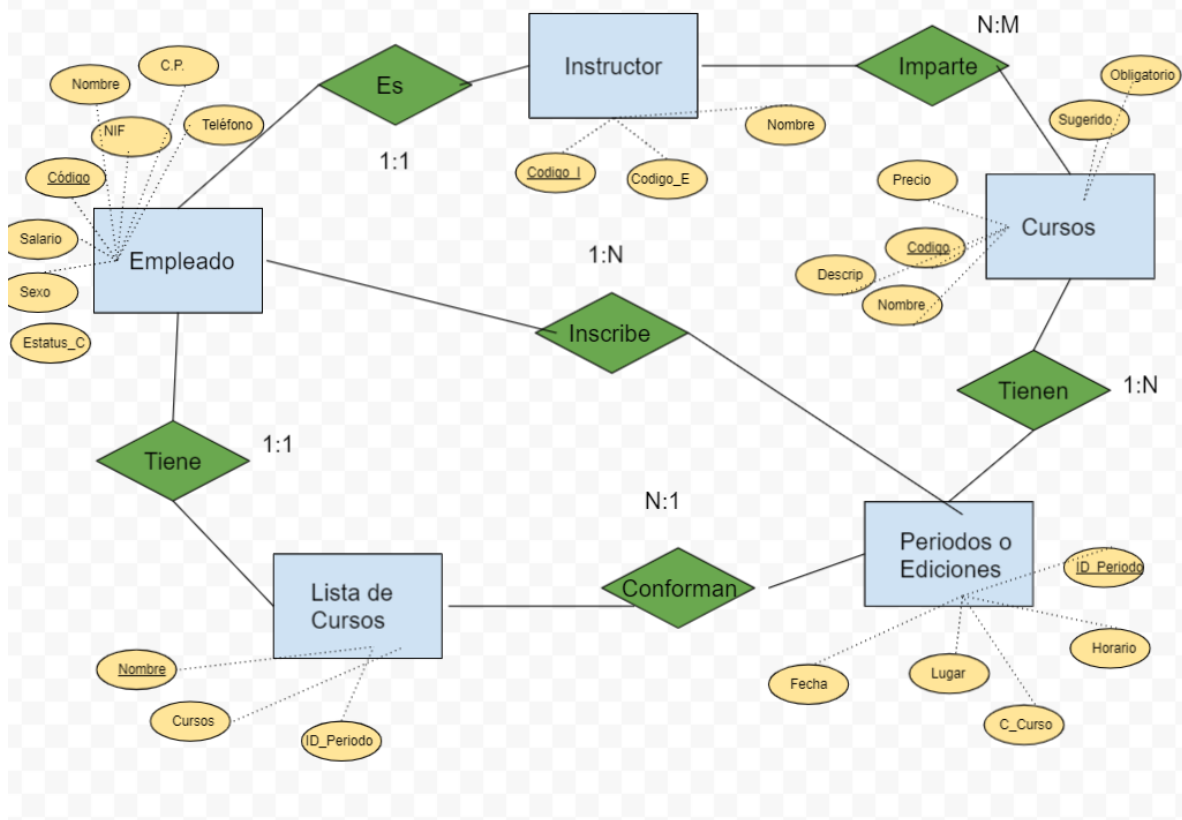 N:M
C.P.
Nombre
Es
Instructor
Imparte
Obligatorio
NIF
Teléfono
Nombre
Sugerido
1:1
Código
Codigo_I
Codigo_E
Precio
Salario
Empleado
1:N
Cursos
Codigo
Descrip
Sexo
Nombre
Estatus_C
Inscribe
Tienen
1:N
Tiene
1:1
N:1
Periodos o
Ediciones
ID_Periodo
Conforman
Lista de
Cursos
Horario
Nombre
Fecha
Lugar
Cursos
C_Curso
ID_Periodo